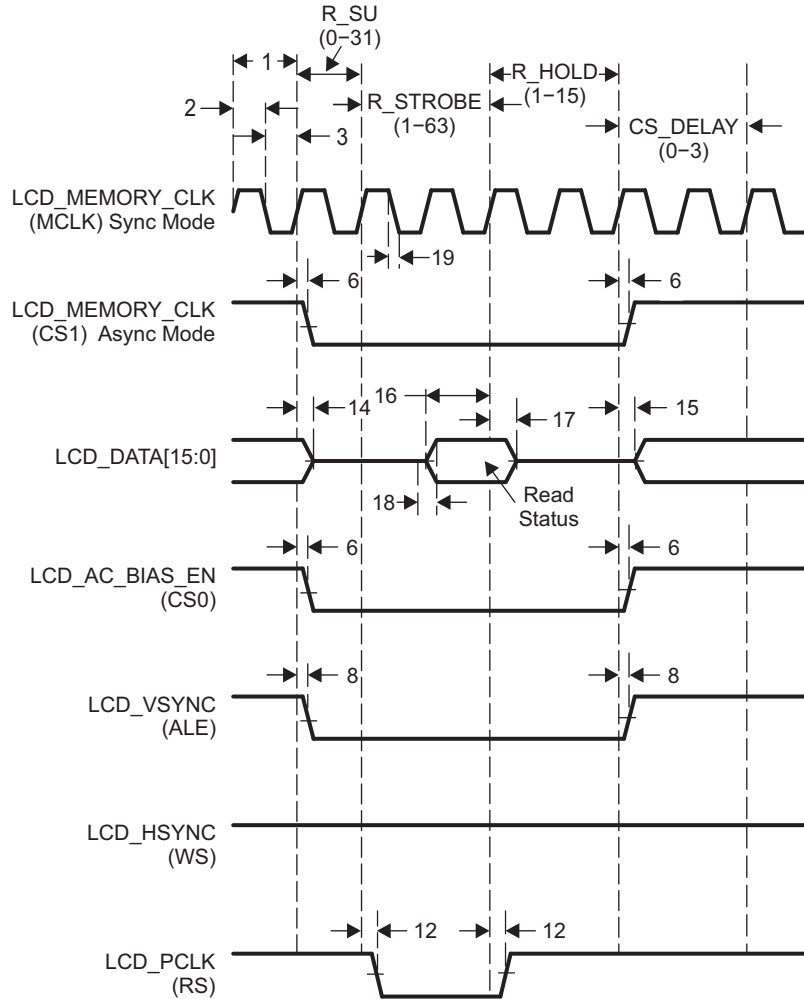 R_SU
(0−31)
1
R_HOLD
(1−15)
2
R_STROBE
(1−63)
3
CS_DELAY
(0−3)
LCD_MEMORY_CLK
(MCLK) Sync Mode
19
6
6
LCD_MEMORY_CLK
(CS1) Async Mode
16
14
17
15
LCD_DATA[15:0]
18
Read
Status
6
6
LCD_AC_BIAS_EN
(CS0)
8
8
LCD_VSYNC
(ALE)
LCD_HSYNC
(WS)
12
12
LCD_PCLK
(RS)